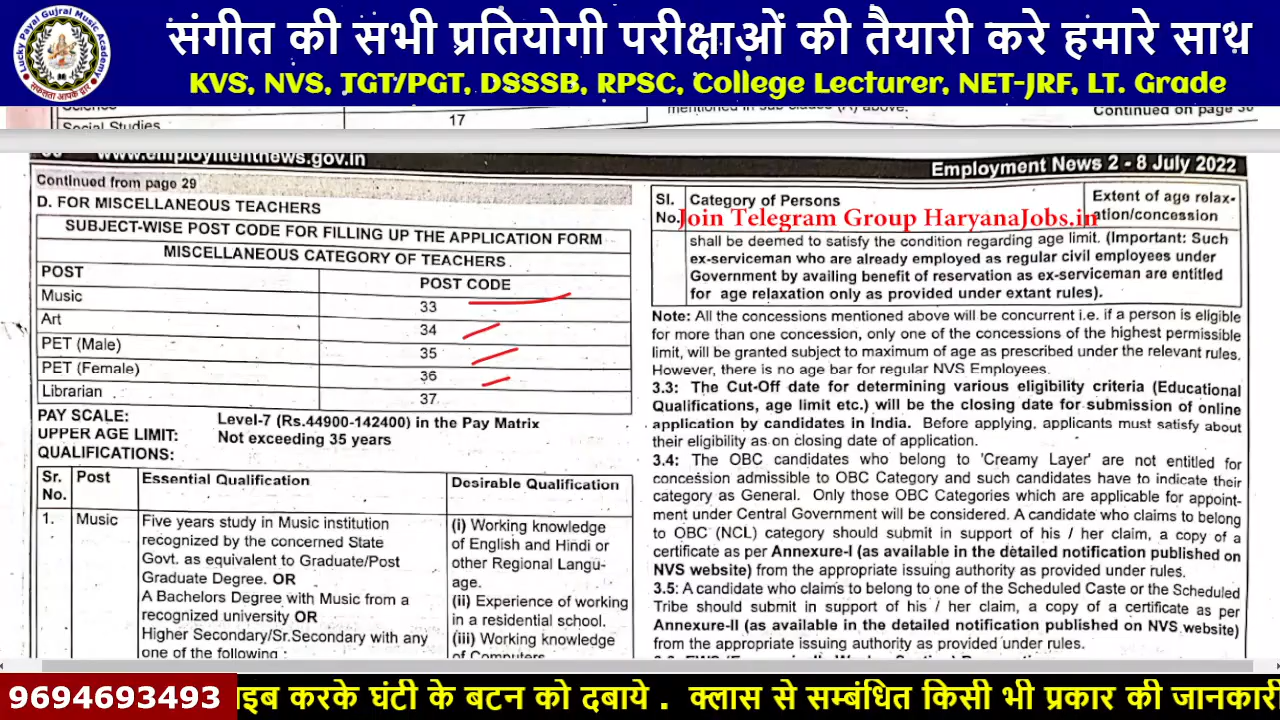 Lucky Payal Gujral Music Academy
सफलता आपके द्वार
संगीत की सभी प्रतियोगी परीक्षाओं की तैयारी करे हमारे साथ
KVS, NVS, TGT/PGT, DSSSB, RPSC, College Lecturer, NET-JRF, LT. Grade
Social Studies
17
Continued on page 30
www.employmentnews.gov.in
Employment News 2 - 8 July 2022
Continued from page 29
D. FOR MISCELLANEOUS TEACHERS
SUBJECT-WISE POST CODE FOR FILLING UP THE APPLICATION FORM
MISCELLANEOUS CATEGORY OF TEACHERS
POST POST CODE
Music 33
Art 34
PET (Male) 35
PET (Female) 36
Librarian 37
PAY SCALE: Level-7 (Rs.44900-142400) in the Pay Matrix
UPPER AGE LIMIT: Not exceeding 35 years
QUALIFICATIONS:
Sr. No. Post Essential Qualification Desirable Qualification
1. Music
Five years study in Music institution
recognized by the concerned State
Govt. as equivalent to Graduate/Post
Graduate Degree. OR
A Bachelors Degree with Music from a
recognized university OR
Higher Secondary/Sr.Secondary with any
one of the following :
(i) Working knowledge
of English and Hindi or
other Regional Langu-
age.
(ii) Experience of working
in a residential school.
(iii) Working knowledge
of Computers.
Sl. No. Category of Persons Extent of age relax-
ation/concession
Join Telegram Group HaryanaJobs.in
shall be deemed to satisfy the condition regarding age limit. (Important: Such
ex-serviceman who are already employed as regular civil employees under
Government by availing benefit of reservation as ex-serviceman are entitled
for age relaxation only as provided under extant rules).
Note: All the concessions mentioned above will be concurrent i.e. if a person is eligible
for more than one concession, only one of the concessions of the highest permissible
limit, will be granted subject to maximum of age as prescribed under the relevant rules.
However, there is no age bar for regular NVS Employees.
3.3: The Cut-Off date for determining various eligibility criteria (Educational
Qualifications, age limit etc.) will be the closing date for submission of online
application by candidates in India. Before applying, applicants must satisfy about
their eligibility as on closing date of application.
3.4: The OBC candidates who belong to 'Creamy Layer' are not entitled for
concession admissible to OBC Category and such candidates have to indicate their
category as General. Only those OBC Categories which are applicable for appoint-
ment under Central Government will be considered. A candidate who claims to belong
to OBC (NCL) category should submit in support of his / her claim, a copy of a
certificate as per Annexure-I (as available in the detailed notification published on
NVS website) from the appropriate issuing authority as provided under rules.
3.5: A candidate who claims to belong to one of the Scheduled Caste or the Scheduled
Tribe should submit in support of his / her claim, a copy of a certificate as per
Annexure-II (as available in the detailed notification published on NVS website)
from the appropriate issuing authority as provided under rules.
9694693493
इब करके घंटी के बटन को दबाये . क्लास से सम्बंधित किसी भी प्रकार की जानकारी